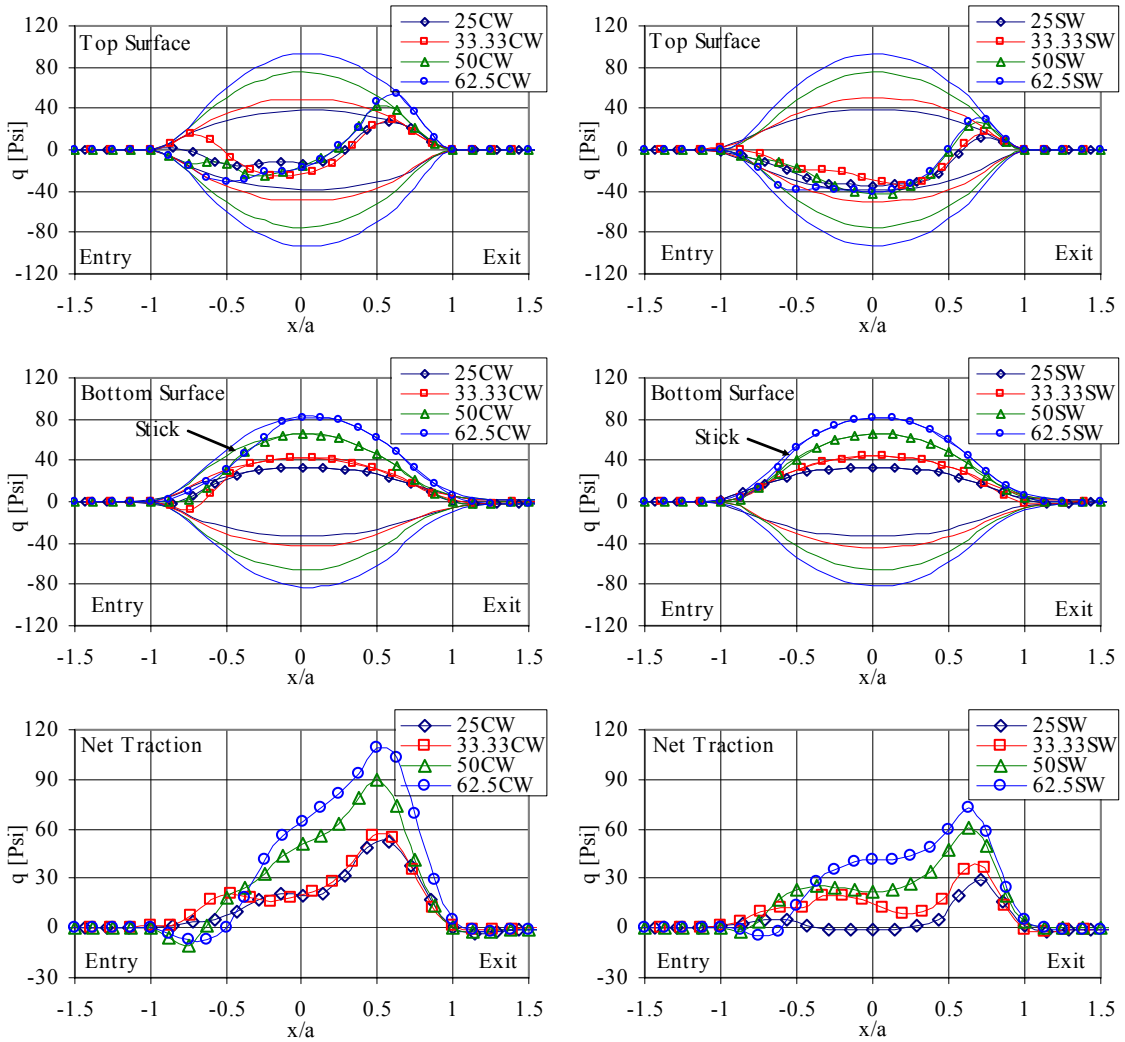 120
80
40
0
-40
-80
-120
q [Psi]
Top Surface
25CW
33.33CW
50CW
62.5CW
Entry
Exit
-1.5 -1 -0.5 0 0.5 1 1.5
x/a
120
80
40
0
-40
-80
-120
q [Psi]
Top Surface
25SW
33.33SW
50SW
62.5SW
Entry
Exit
-1.5 -1 -0.5 0 0.5 1 1.5
x/a
120
80
40
0
-40
-80
-120
q [Psi]
Bottom Surface
Stick
25CW
33.33CW
50CW
62.5CW
Entry
Exit
-1.5 -1 -0.5 0 0.5 1 1.5
x/a
120
80
40
0
-40
-80
-120
q [Psi]
Bottom Surface
Stick
25SW
33.33SW
50SW
62.5SW
Entry
Exit
-1.5 -1 -0.5 0 0.5 1 1.5
x/a
120
90
60
30
0
-30
q [Psi]
Net Traction
25CW
33.33CW
50CW
62.5CW
Entry
Exit
-1.5 -1 -0.5 0 0.5 1 1.5
x/a
120
90
60
30
0
-30
q [Psi]
Net Traction
25SW
33.33SW
50SW
62.5SW
Entry
Exit
-1.5 -1 -0.5 0 0.5 1 1.5
x/a